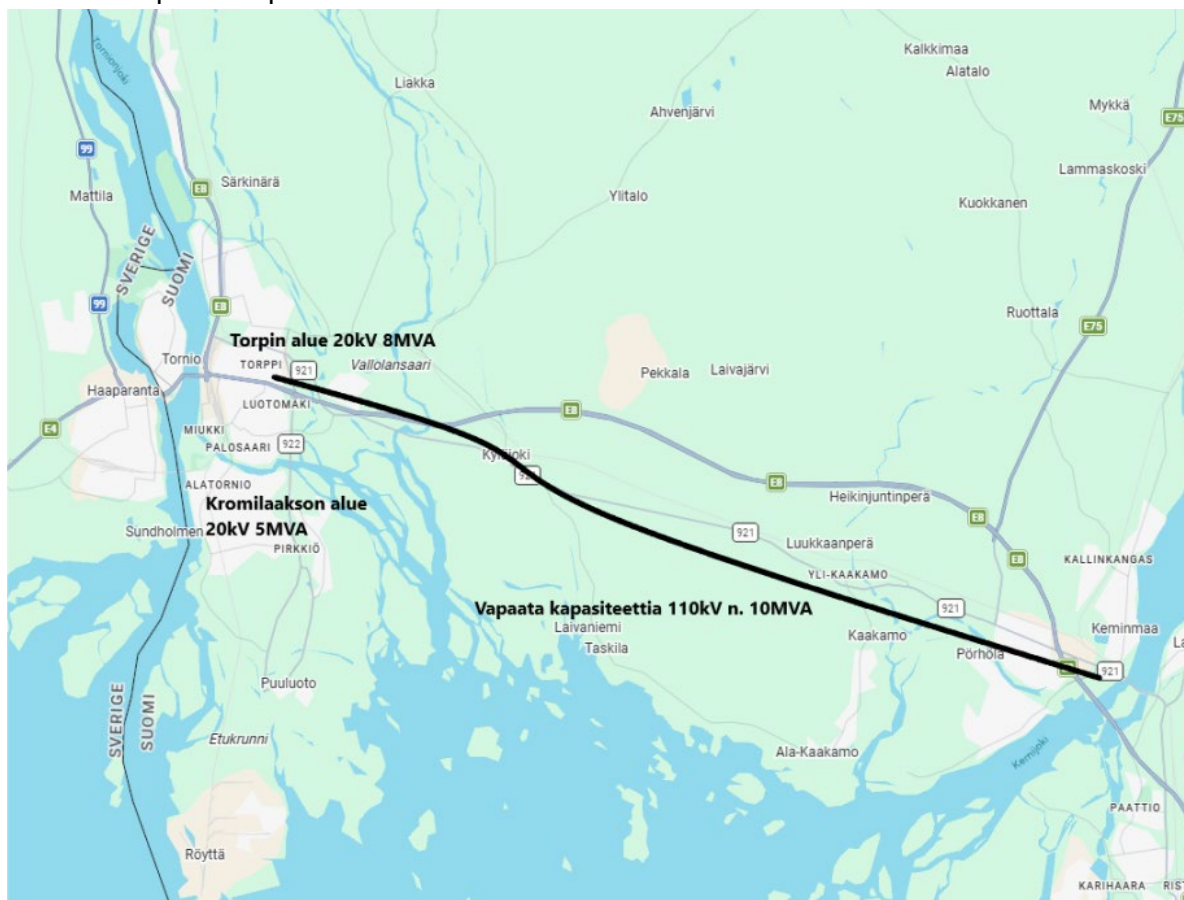 Tornionjoki
Kalkkimaa
Alatalo
Liakka
Ahvenjärvi
Mykkä
E75
99
Mattila
E8
Särkinärä
Lammaskoski
Ylitalo
Kuokkanen
SVERIGE
SUOMI
99
E8
Ruottala
E75
Torpin alue 20kV 8MVA
Tornio
TORPPI
921
Vallolansaari
Pekkala
Laivajärvi
Haaparanta
LUOTOMÄKI
E8
E4
MIUKKI
PALOSAARI
922
Kylajoki
ALATORNIO
E8
Heikinjuntinperä
Kromilaakson alue
20kV 5MVA
E8
Sundholmen
PIRKKIÖ
921
Luukkaanperä
E8
KALLINKANGAS
YLI-KAAKAMO
Vapaata kapasiteettia 110kV n. 10MVA
921
Laivaniemi
Taskila
Kaakamo
Keminmaa
Pörhölä
921
Puuluoto
SVERIGE
SUOMI
Etukrunni
Ala-Kaakamo
Kemijoki
PAATTIO
Röyttä
KARIHAARA